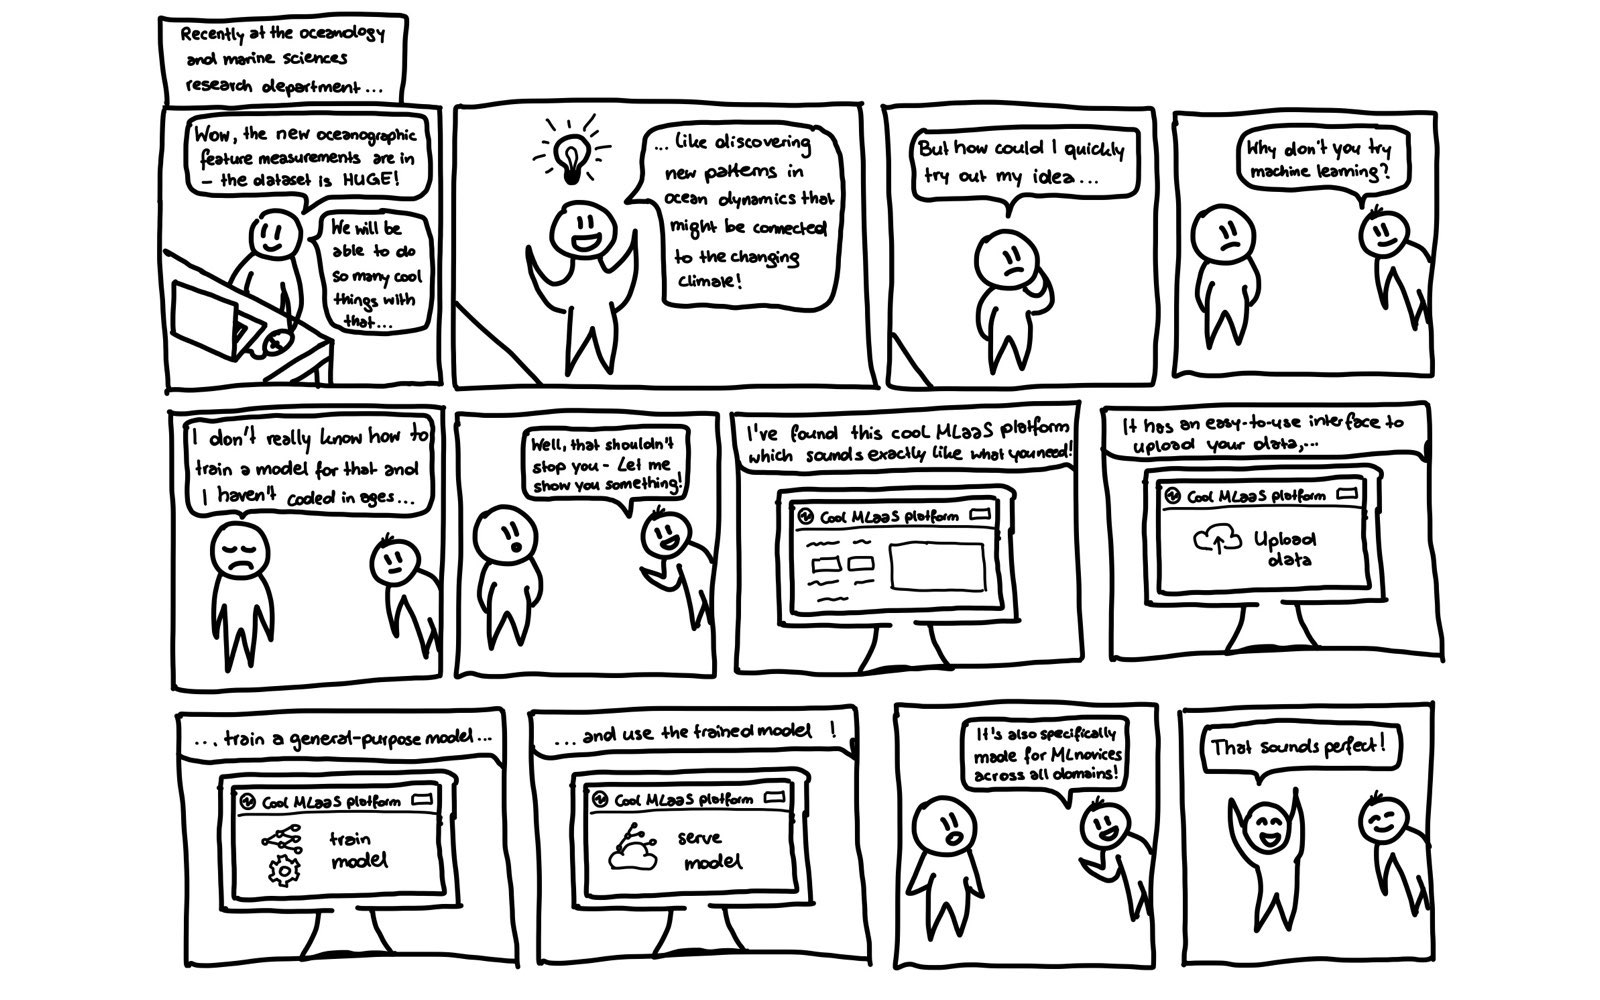 Recently at the oceanology
and marine sciences
research department...
Wow, the new oceanographic
feature measurements are in
– the dataset is HUGE!
We will be
able to do
so many cool
things with
that...
... like discovering
new patterns in
ocean dynamics that
might be connected
to the changing
climate!
But how could I quickly
try out my idea...
Why don't you try
machine learning?
I don't really know how to
train a model for that and
I haven't coded in ages...
Well, that shouldn't
stop you – Let me
show you something!
I've found this cool MLaaS platform
which sounds exactly like what you need!
Cool MLaaS platform
It has an easy-to-use interface to
upload your data,...
Cool MLaaS platform
Upload
data
... train a general-purpose model...
Cool MLaaS platform
train
model
... and use the trained model !
Cool MLaaS platform
serve
model
It's also specifically
made for ML novices
across all domains!
That sounds perfect!